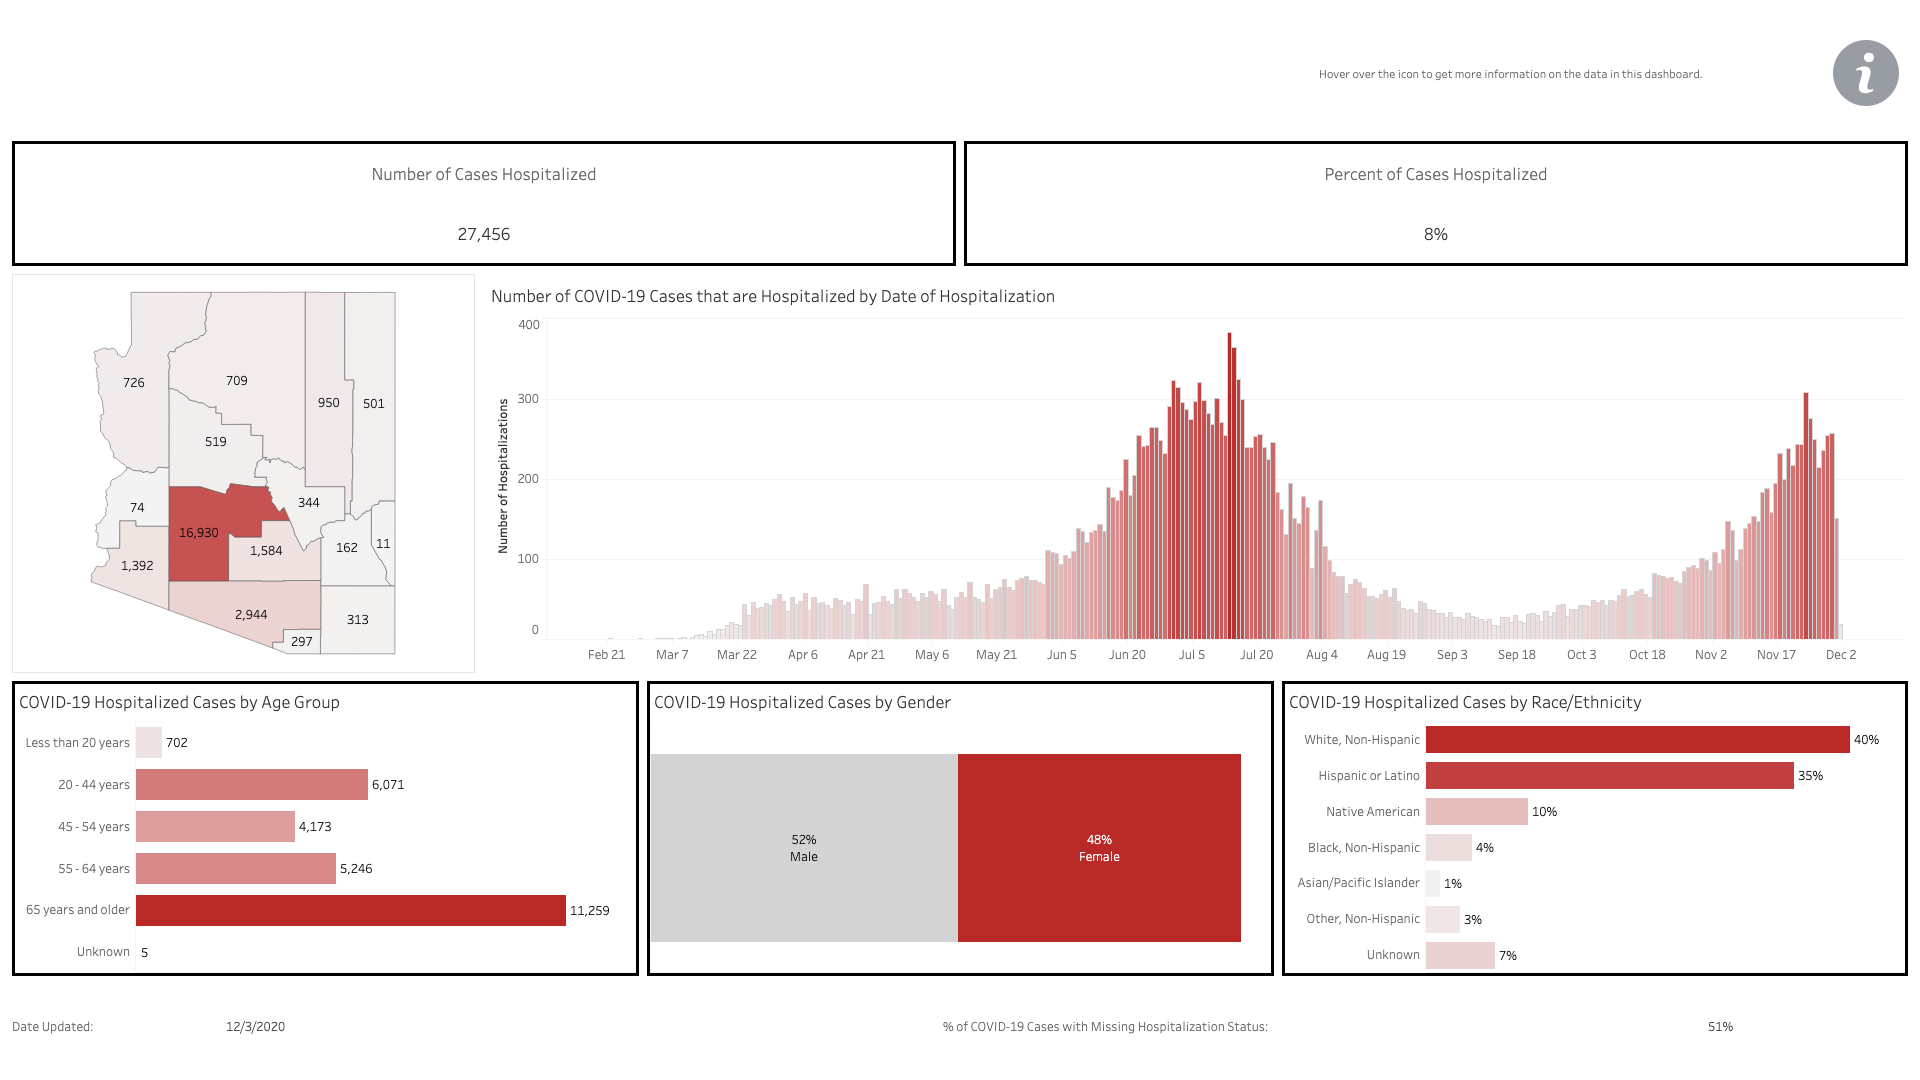 Hover over the icon to get more information on the data in this dashboard.
i
Number of Cases Hospitalized
27,456
Percent of Cases Hospitalized
8%
726
709
950
501
519
74
344
16,930
162
11
1,584
1,392
2,944
313
297
Number of COVID-19 Cases that are Hospitalized by Date of Hospitalization
Number of Hospitalizations
400
300
200
100
0
Feb 21 Mar 7 Mar 22 Apr 6 Apr 21 May 6 May 21 Jun 5 Jun 20 Jul 5 Jul 20 Aug 4 Aug 19 Sep 3 Sep 18 Oct 3 Oct 18 Nov 2 Nov 17 Dec 2
COVID-19 Hospitalized Cases by Age Group
Less than 20 years 702
20 - 44 years 6,071
45 - 54 years 4,173
55 - 64 years 5,246
65 years and older 11,259
Unknown 5
COVID-19 Hospitalized Cases by Gender
52%
Male
48%
Female
COVID-19 Hospitalized Cases by Race/Ethnicity
White, Non-Hispanic 40%
Hispanic or Latino 35%
Native American 10%
Black, Non-Hispanic 4%
Asian/Pacific Islander 1%
Other, Non-Hispanic 3%
Unknown 7%
Date Updated: 12/3/2020
% of COVID-19 Cases with Missing Hospitalization Status: 51%